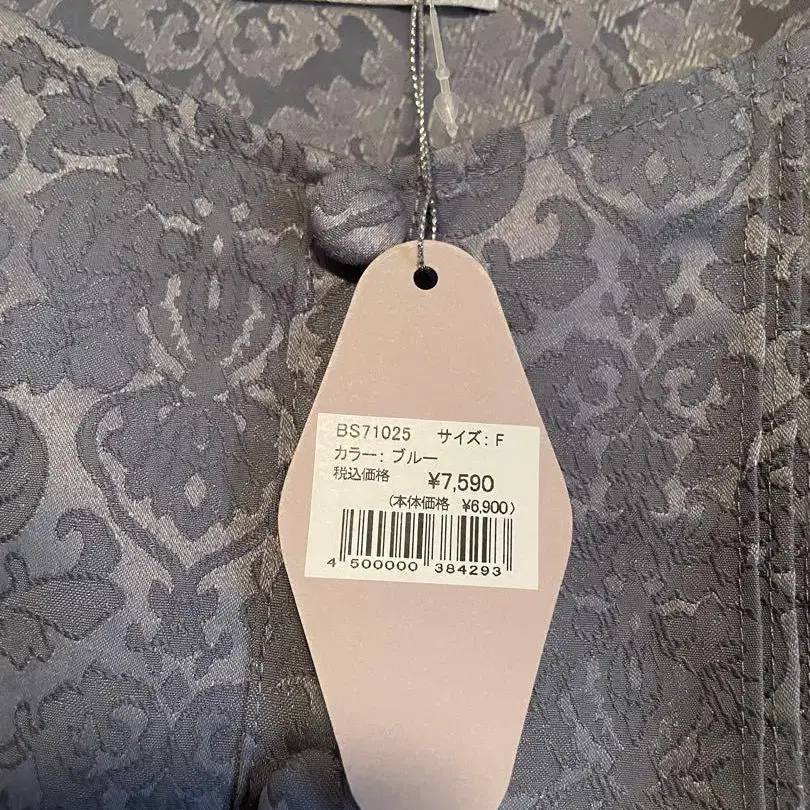 BS71025 サイズ: F
カラー: ブルー
税込価格 ¥7,590
(本体価格 ¥6,900)
4 500000 384293